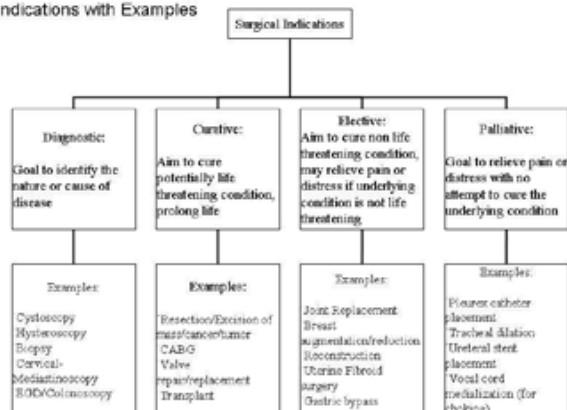 ndications with Examples
Surgical Indications
Diagnostic:
Goal to identify the
nature or cause of
disease
Curative:
Aim to cure
potentially life
threatening condition,
prolong life
Elective:
Aim to cure non life
threatening condition,
may relieve pain or
distress if underlying
condition is not life
threatening
Palliative:
Goal to relieve pain or
distress with no
attempt to cure the
underlying condition
Examples:
Cystoscopy
Hysteroscopy
Biopsy
Cervical-
Mediastinoscopy
EGD/Colonoscopy
Examples:
Resection/Excision of
mass/cancer/tumor
CABG
Valve
repair/replacement
Transplant
Examples:
Joint Replacement
Breast
augmentation/reduction
Reconstruction
Uterine Fibroid
surgery
Gastric bypass
Examples:
Pleurex catheter
placement
Tracheal dilation
Ureteral stent
placement
Vocal cord
medialization (for